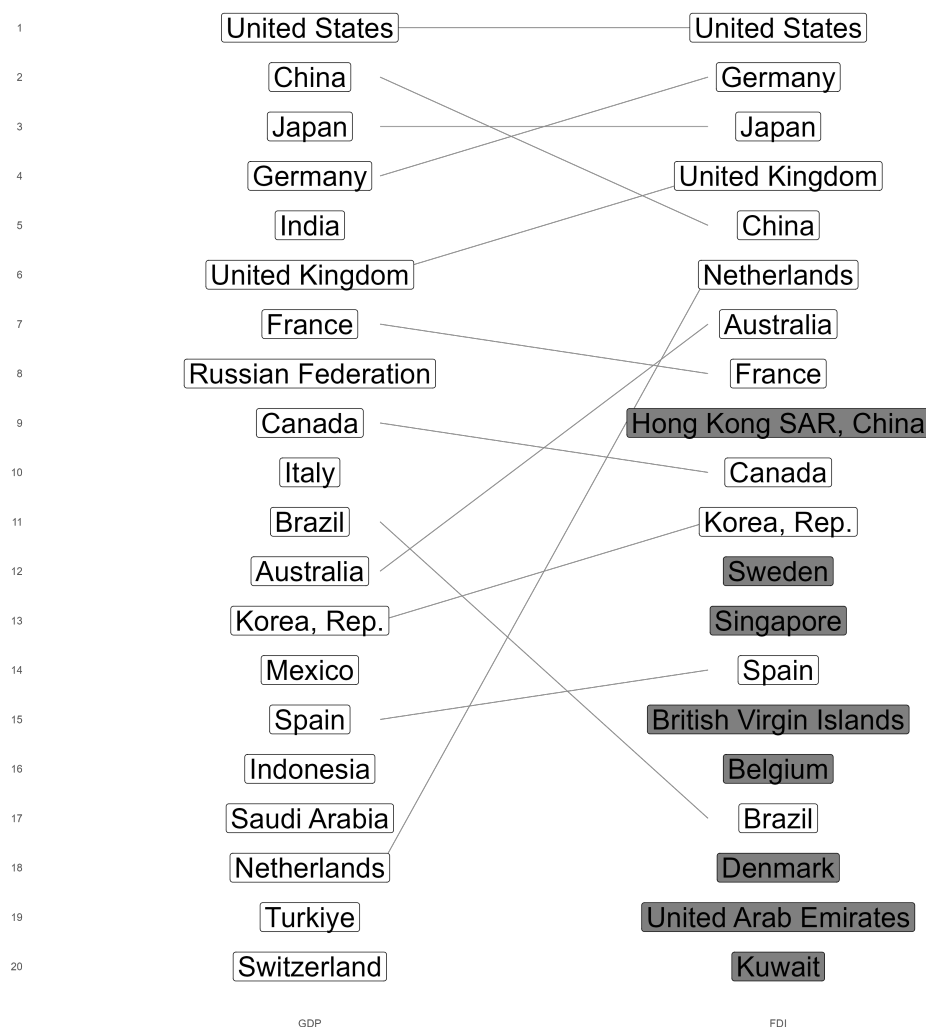 1 United States United States
2 China Germany
3 Japan Japan
4 Germany United Kingdom
5 India China
6 United Kingdom Netherlands
7 France Australia
8 Russian Federation France
9 Canada Hong Kong SAR, China
10 Italy Canada
11 Brazil Korea, Rep.
12 Australia Sweden
13 Korea, Rep. Singapore
14 Mexico Spain
15 Spain British Virgin Islands
16 Indonesia Belgium
17 Saudi Arabia Brazil
18 Netherlands Denmark
19 Turkiye United Arab Emirates
20 Switzerland Kuwait
GDP FDI